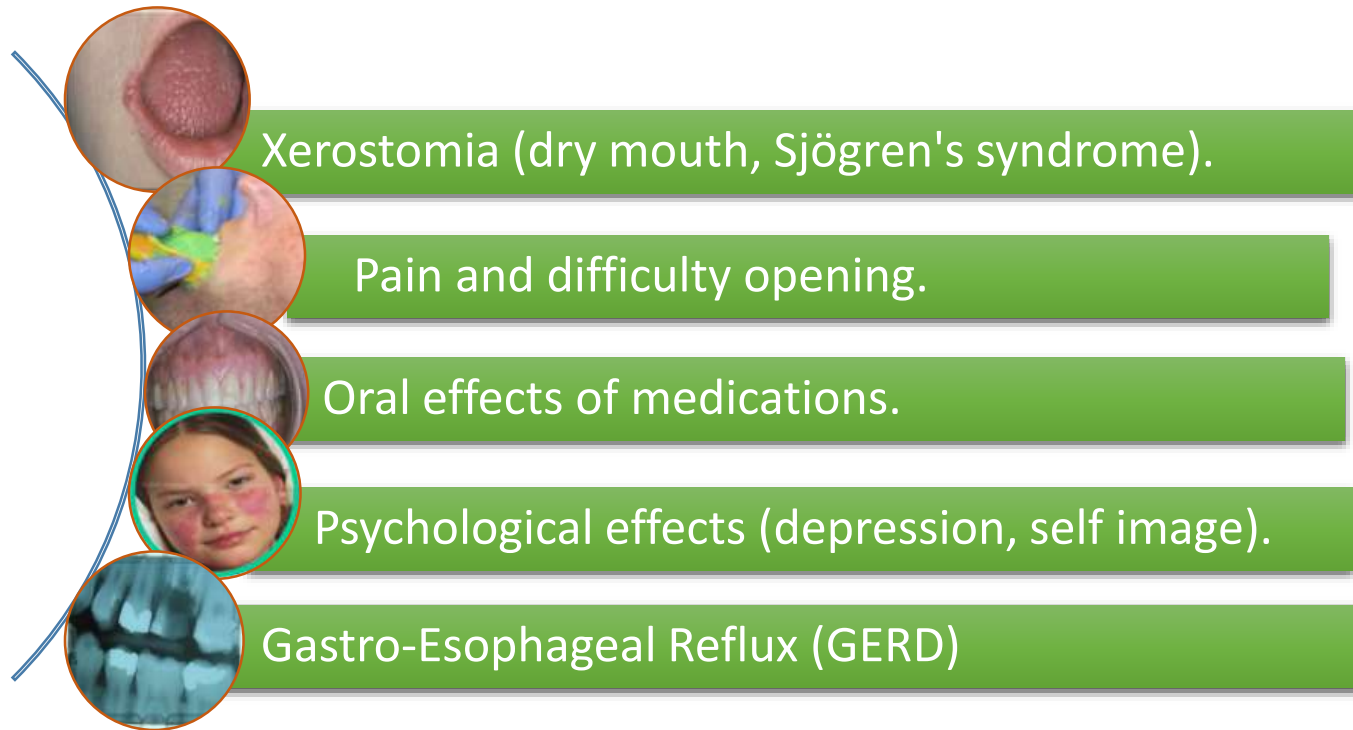 Xerostomia (dry mouth, Sjögren's syndrome).
Pain and difficulty opening.
Oral effects of medications.
Psychological effects (depression, self image).
Gastro-Esophageal Reflux (GERD)